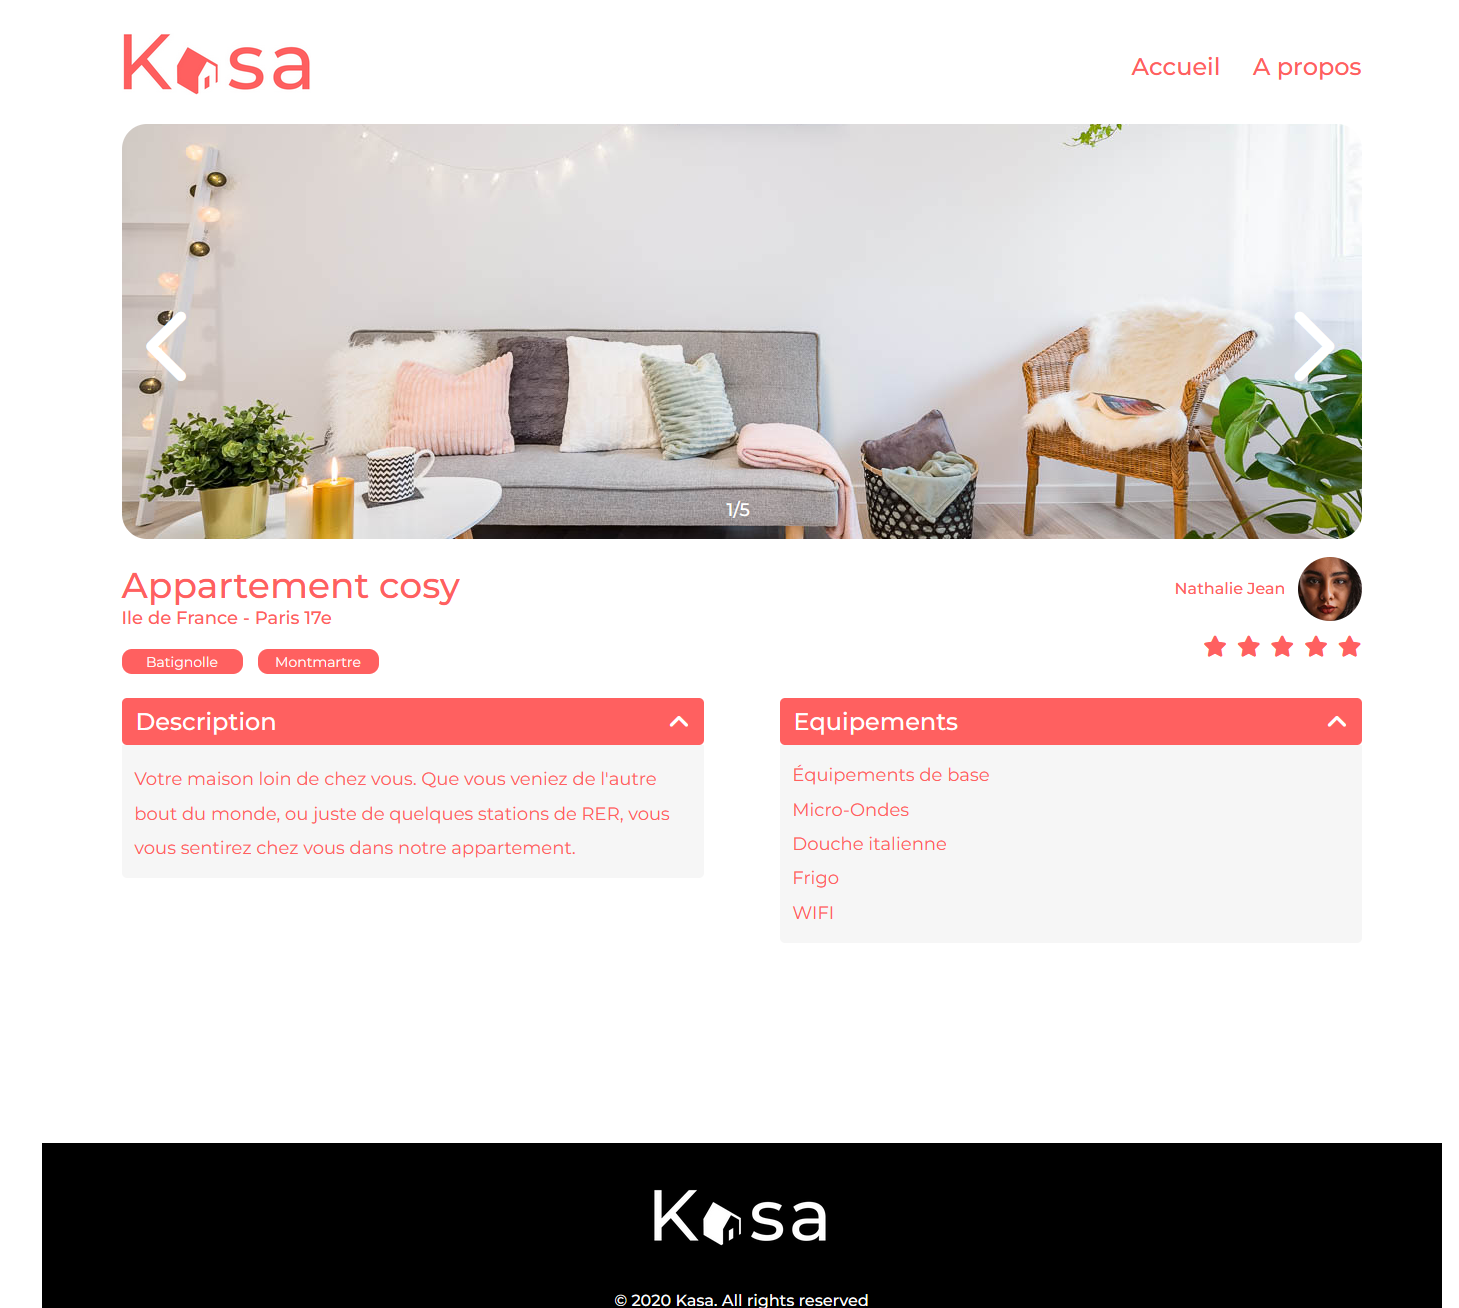 Kasa
Accueil
A propos
1/5
Appartement cosy
Ile de France - Paris 17e
Batignolle
Montmartre
Nathalie Jean
Description
Votre maison loin de chez vous. Que vous veniez de l'autre
bout du monde, ou juste de quelques stations de RER, vous
vous sentirez chez vous dans notre appartement.
Equipements
Équipements de base
Micro-Ondes
Douche italienne
Frigo
WIFI
Kasa
© 2020 Kasa. All rights reserved